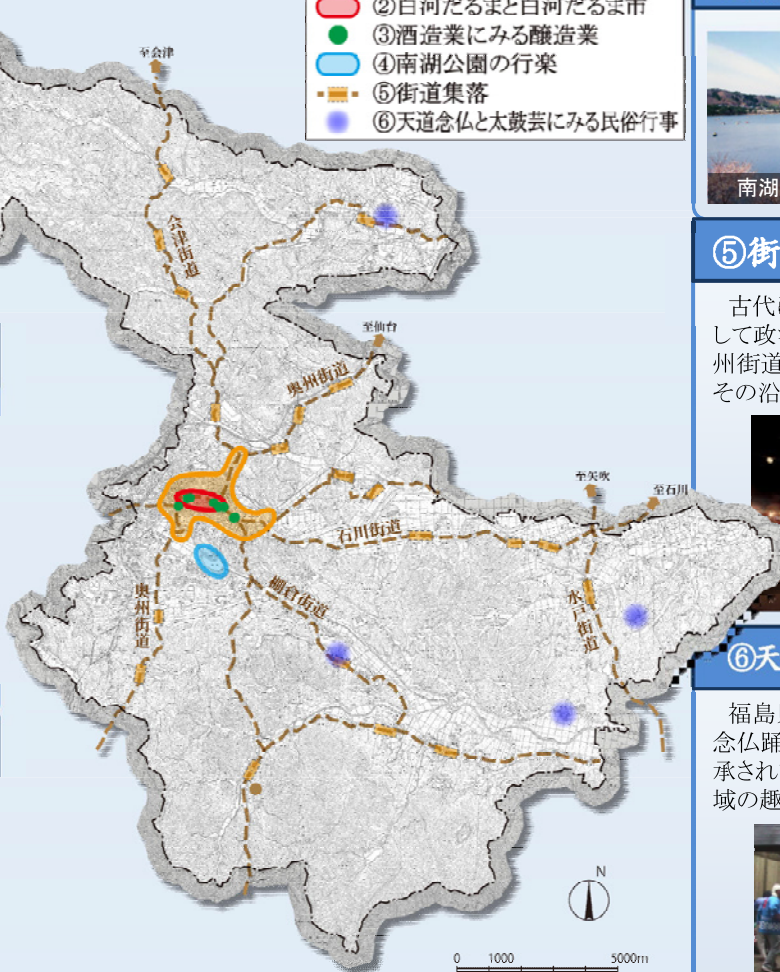 ②白河だるまと白河だるま市
③酒造業にみる醸造業
④南湖公園の行楽
⑤街道集落
⑥天道念仏と太鼓芸にみる民俗行事
至会津
会津街道
至仙台
奥州街道
至矢吹
至石川
石川街道
棚倉街道
水戸街道
奥州街道
N
0 1000 5000m
南湖
⑤街
古代
して政
州街道
その沿
⑥天
福島
念仏踊
承され
域の趣